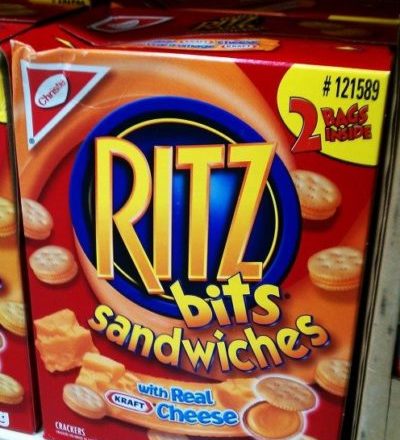 Christie
# 121589
2 BAGS
INSIDE
RITZ
bits
sandwiches
with Real
KRAFT Cheese
CRACKERS
g